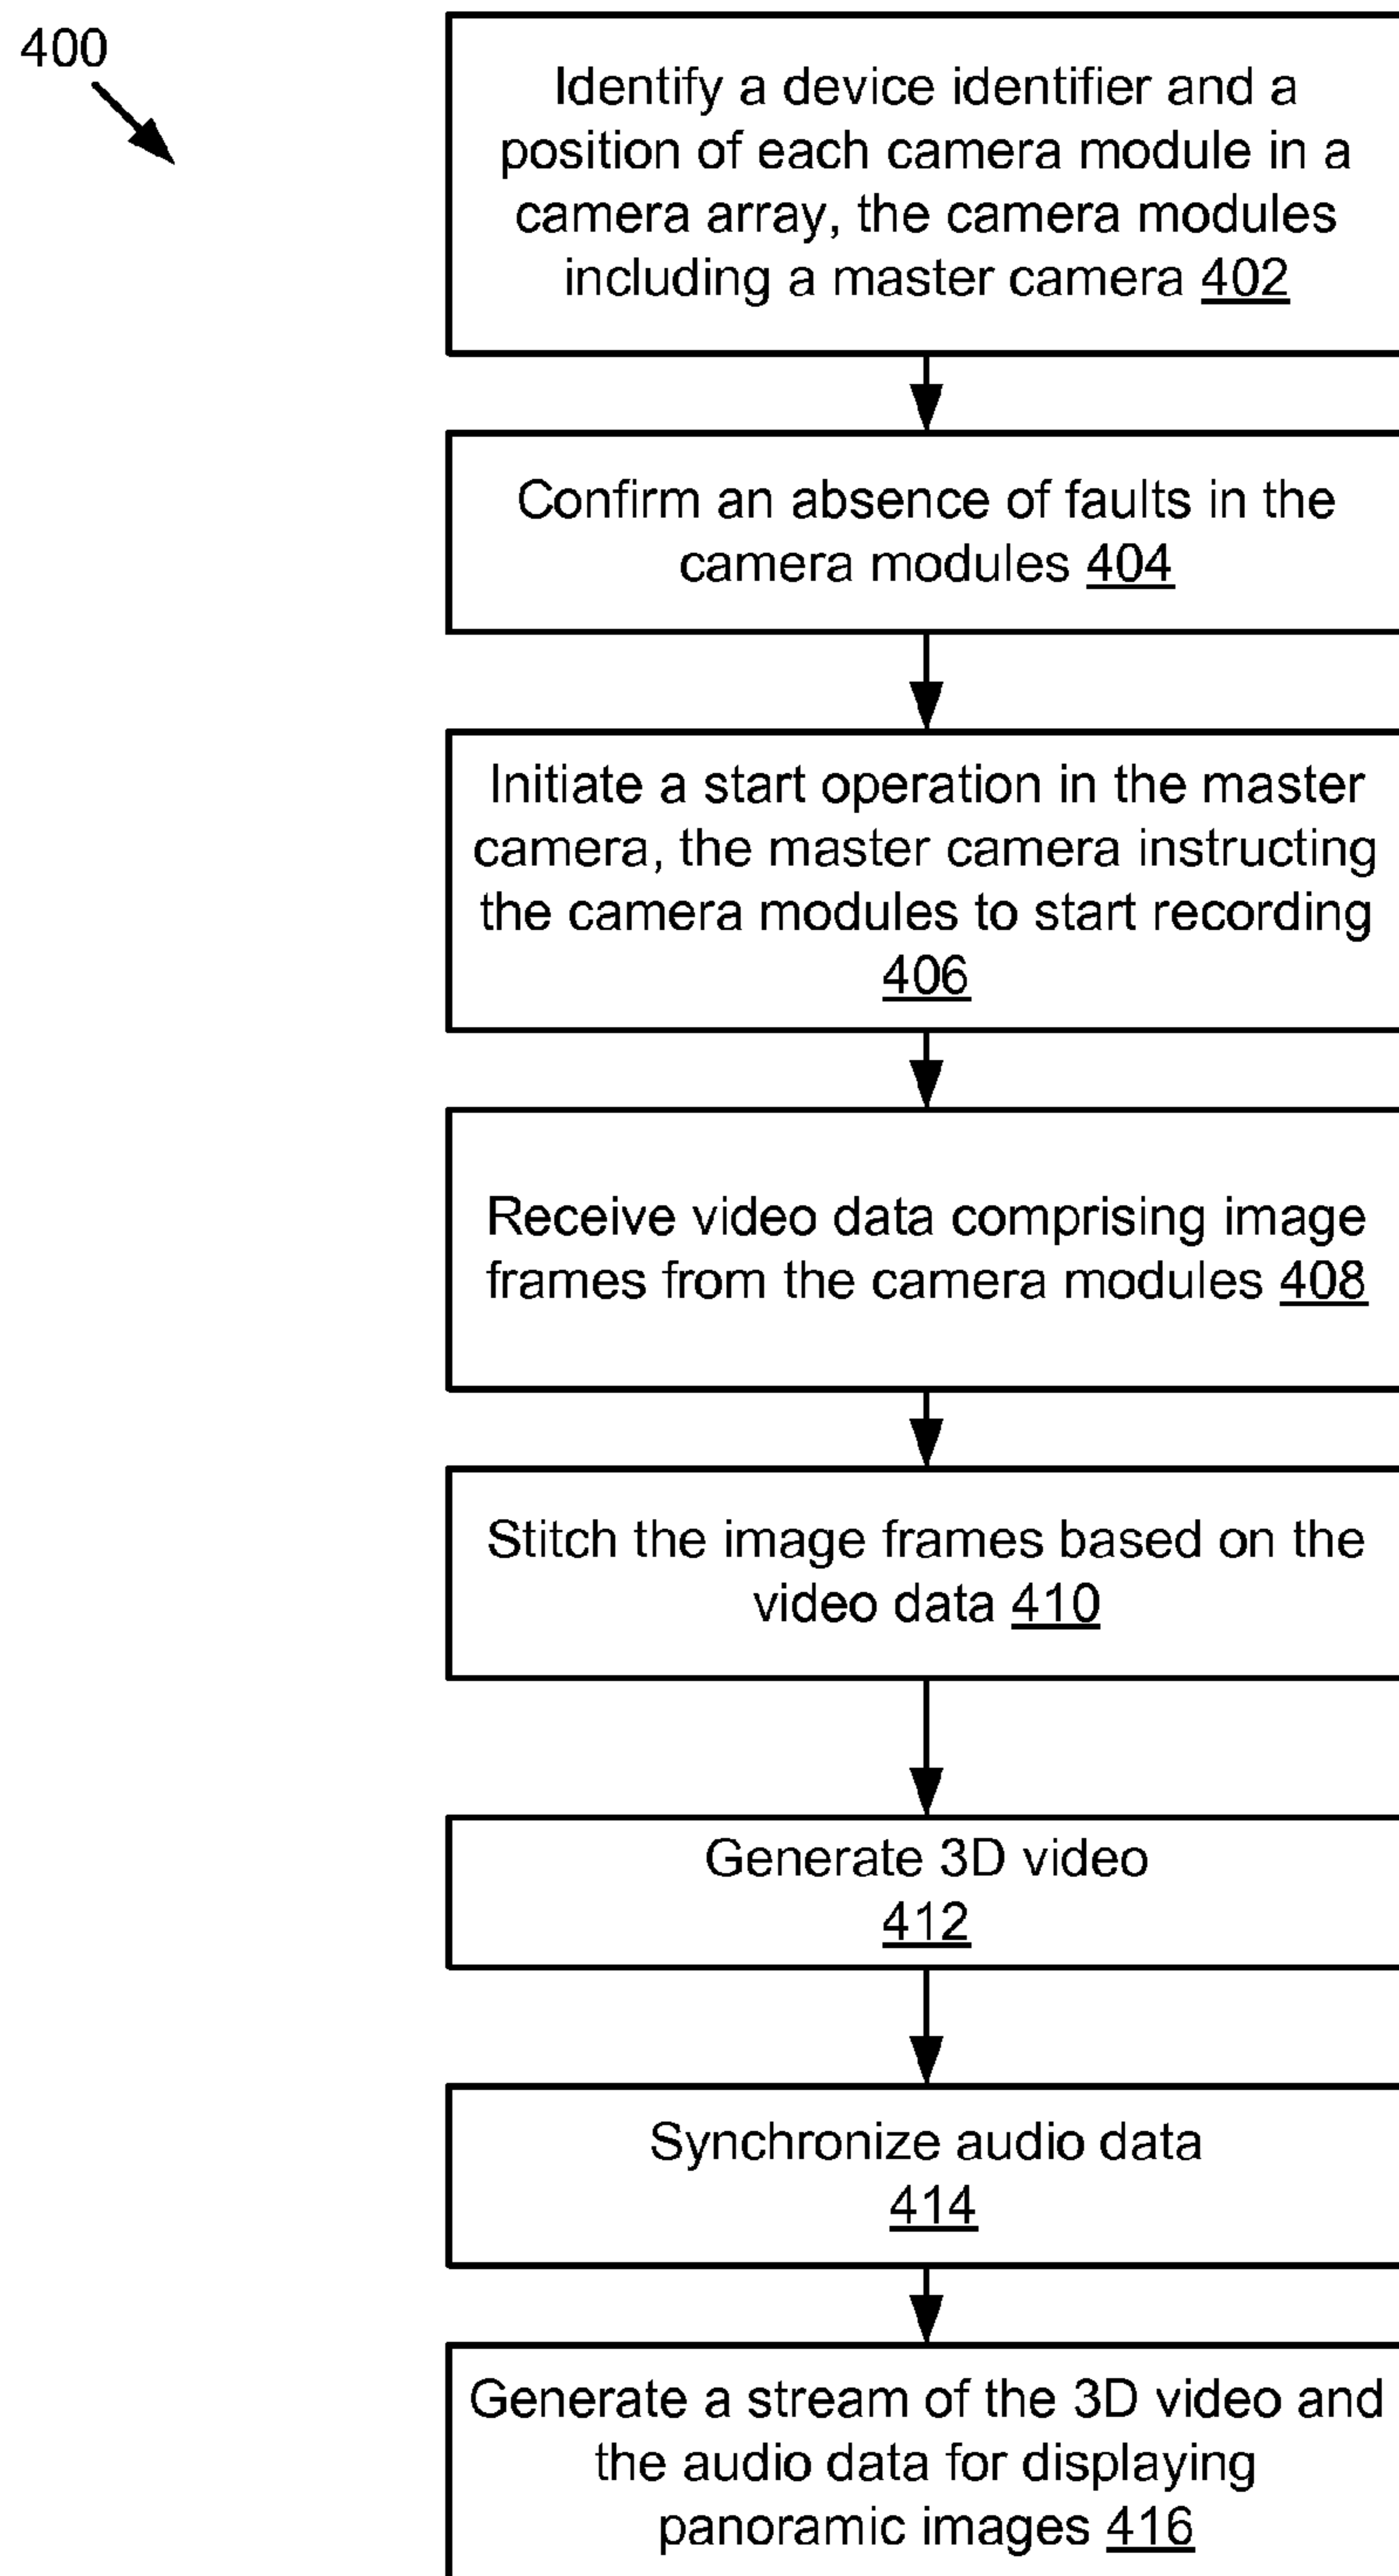 400
Identify a device identifier and a
position of each camera module in a
camera array, the camera modules
including a master camera 402
Confirm an absence of faults in the
camera modules 404
Initiate a start operation in the master
camera, the master camera instructing
the camera modules to start recording
406
Receive video data comprising image
frames from the camera modules 408
Stitch the image frames based on the
video data 410
Generate 3D video
412
Synchronize audio data
414
Generate a stream of the 3D video and
the audio data for displaying
panoramic images 416